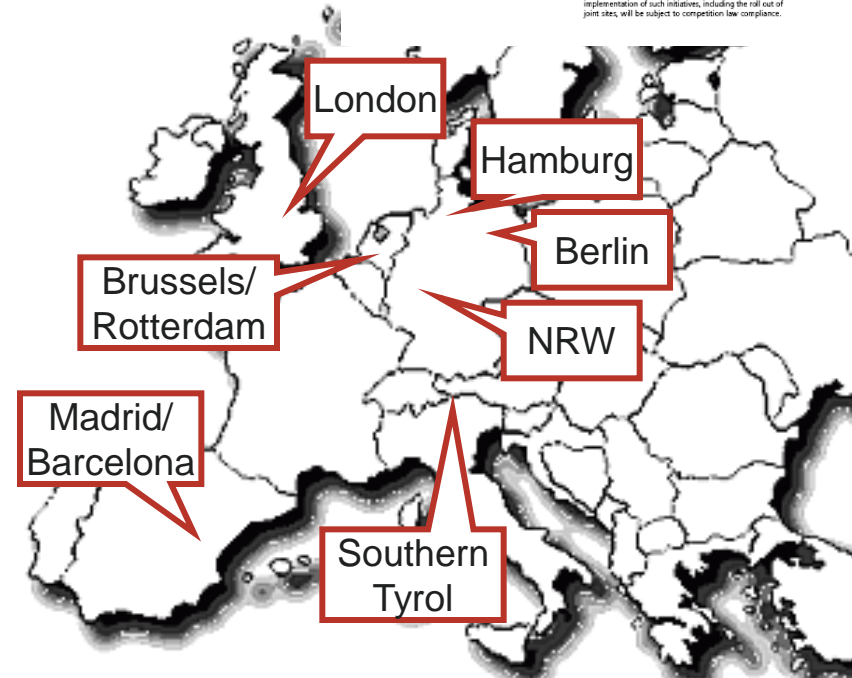 implementation of such initiatives, including the roll out of
joint sites, will be subject to competition law compliance.
London
Hamburg
Berlin
Brussels/
Rotterdam
NRW
Madrid/
Barcelona
Southern
Tyrol